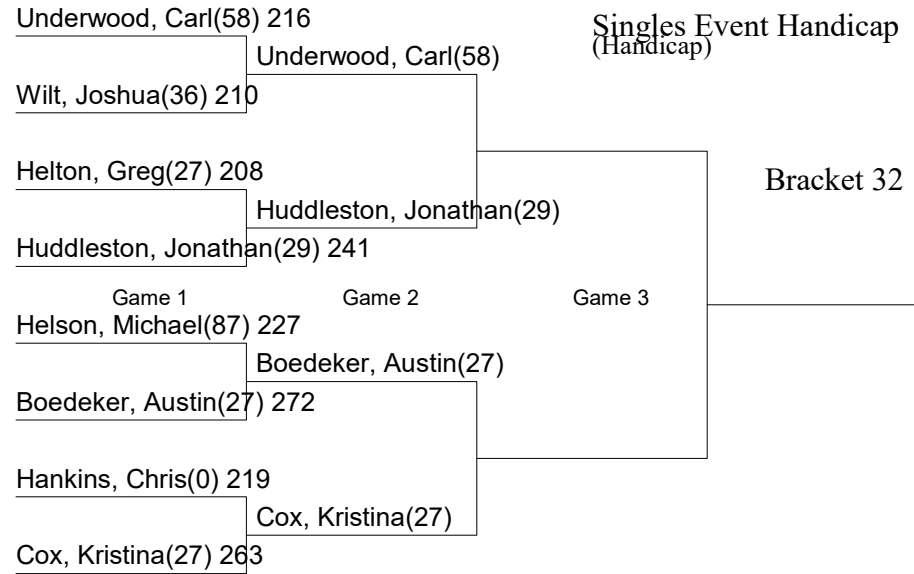 Underwood, Carl(58) 216
Singles Event Handicap
(Handicap)
Underwood, Carl(58)
Wilt, Joshua(36) 210
Helton, Greg(27) 208
Bracket 32
Huddleston, Jonathan(29)
Huddleston, Jonathan(29) 241
Game 1
Game 2
Game 3
Helson, Michael(87) 227
Boedeker, Austin(27)
Boedeker, Austin(27) 272
Hankins, Chris(0) 219
Cox, Kristina(27)
Cox, Kristina(27) 263